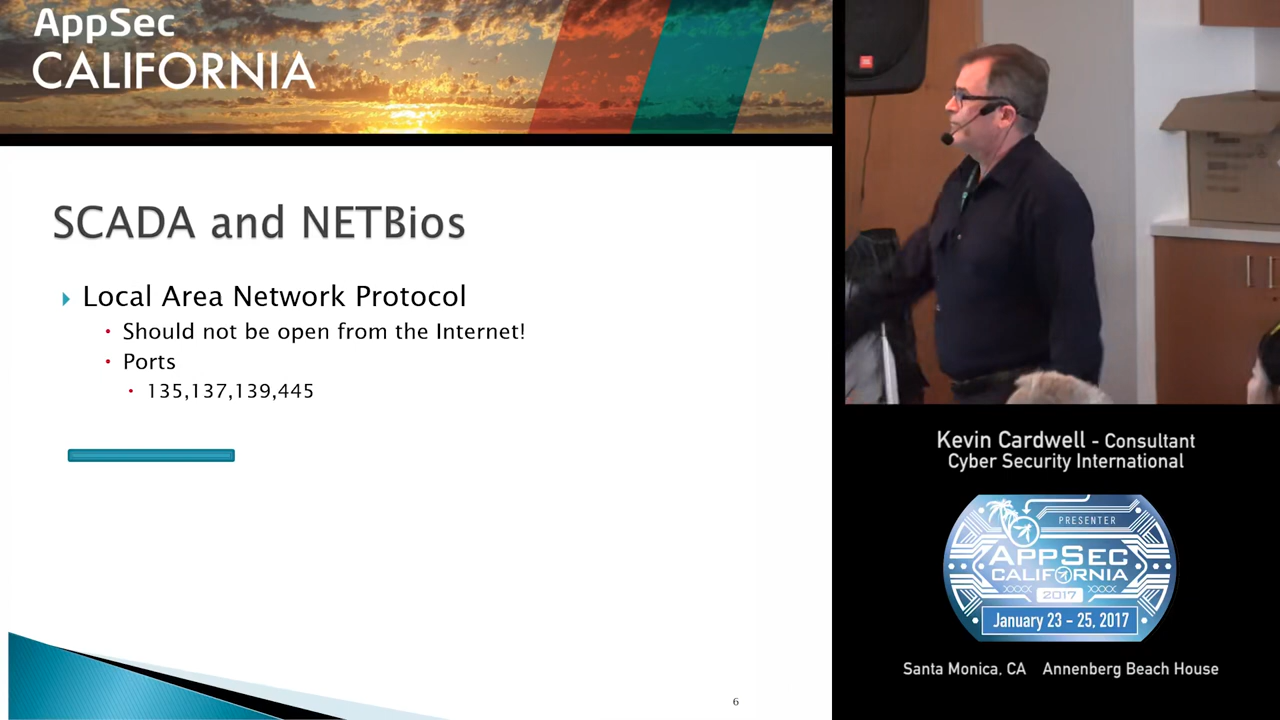 AppSec
CALIFORNIA
SCADA and NETBios
Local Area Network Protocol
Should not be open from the Internet!
Ports
135,137,139,445
6
Kevin Cardwell - Consultant
Cyber Security International
PRESENTER
APPSEC
CALIFORNIA
2017
January 23 - 25, 2017
Santa Monica, CA Annenberg Beach House